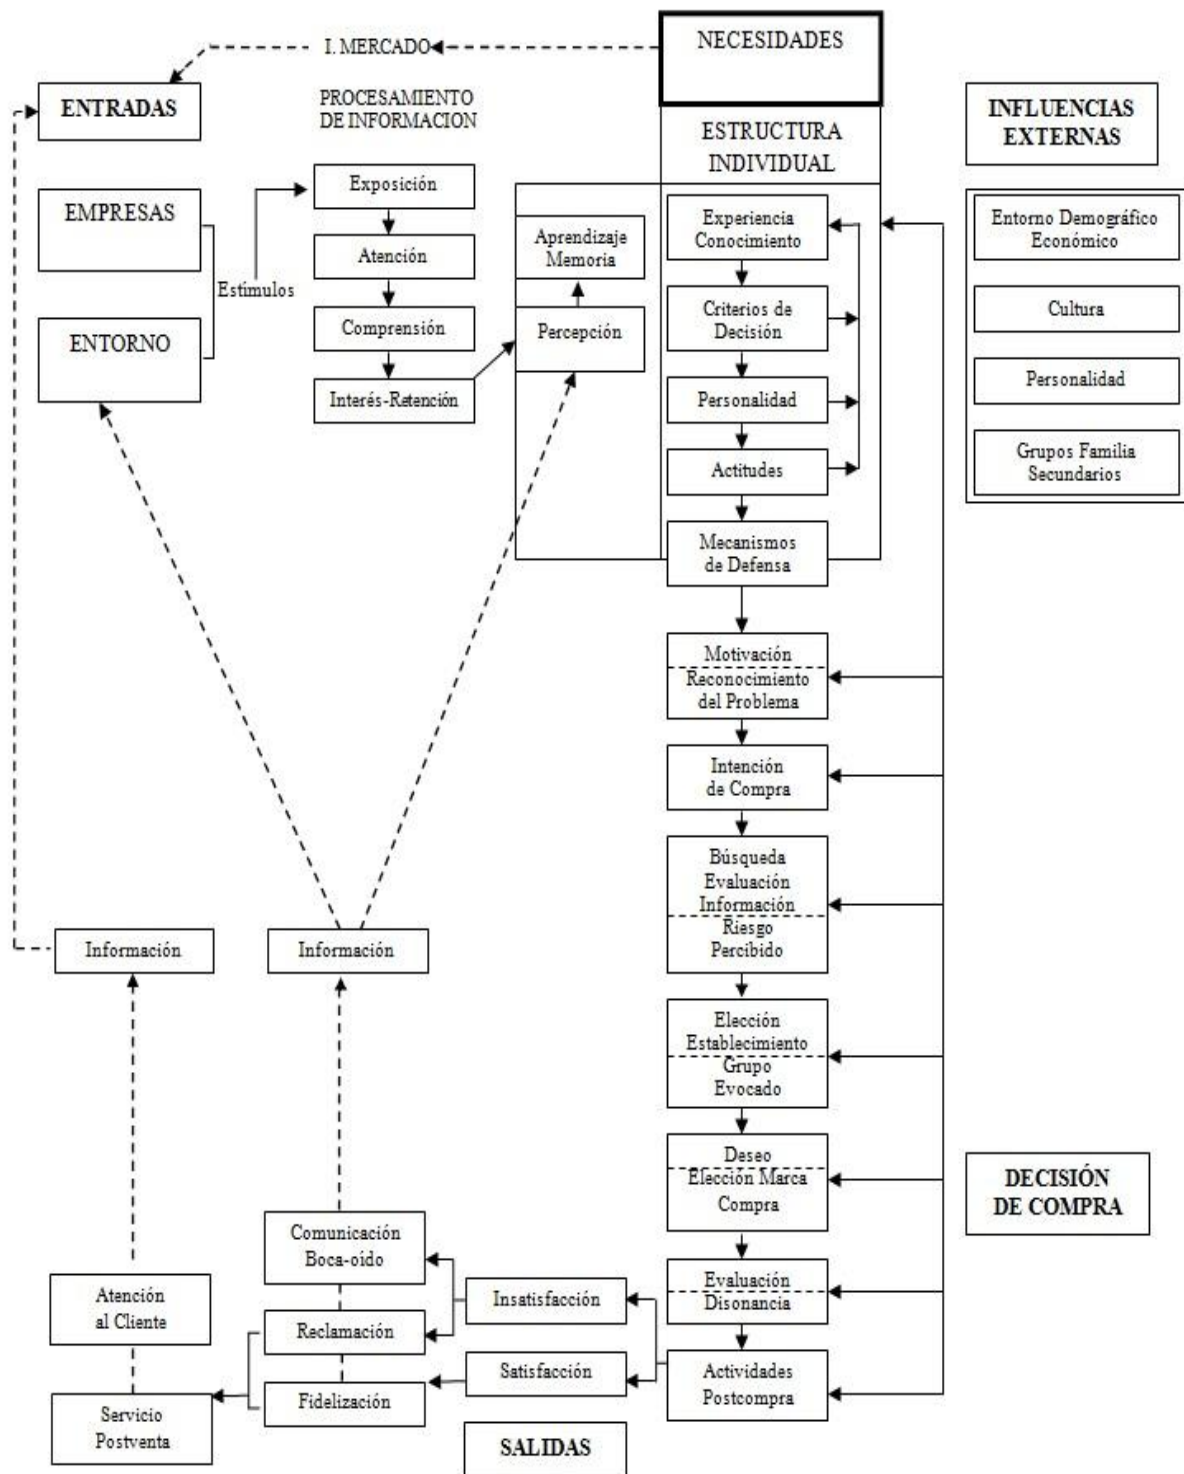 NECESIDADES
I. MERCADO
ENTRADAS
PROCESAMIENTO
DE INFORMACION
INFLUENCIAS
EXTERNAS
ESTRUCTURA
INDIVIDUAL
EMPRESAS
Estímulos
ENTORNO
Exposición
Atención
Comprensión
Interés-Retención
Aprendizaje
Memoria
Percepción
Experiencia
Conocimiento
Criterios de
Decisión
Personalidad
Actitudes
Mecanismos
de Defensa
Entorno Demográfico
Económico
Cultura
Personalidad
Grupos Familia
Secundarios
Motivación
Reconocimiento
del Problema
Intención
de Compra
Búsqueda
Evaluación
Información
Riesgo
Percibido
Información
Información
Elección
Establecimiento
Grupo
Evocado
Deseo
Elección Marca
Compra
DECISIÓN
DE COMPRA
Evaluación
Disonancia
Actividades
Postcompra
Insatisfacción
Satisfacción
Comunicación
Boca-oído
Reclamación
Fidelización
Atención
al Cliente
Servicio
Postventa
SALIDAS